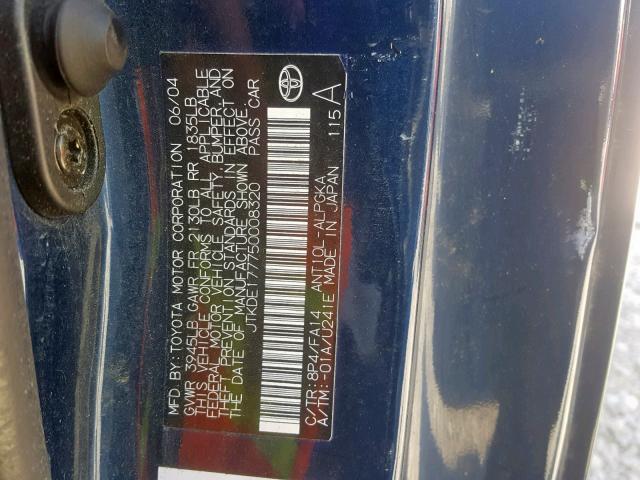 MFD. BY: TOYOTA MOTOR CORPORATION 06/04
GVWR 3945LB GAWR FR 2130LB RR 1835LB
THIS VEHICLE CONFORMS TO ALL APPLICABLE
FEDERAL MOTOR VEHICLE SAFETY, BUMPER, AND
THEFT PREVENTION STANDARDS IN EFFECT ON
THE DATE OF MANUFACTURE SHOWN ABOVE.
JTKDE177750008320 PASS CAR
C/TR: 8P4/FA14 ANT10L-ALPGKA
A/TM: -01A/U241E MADE IN JAPAN 115 A